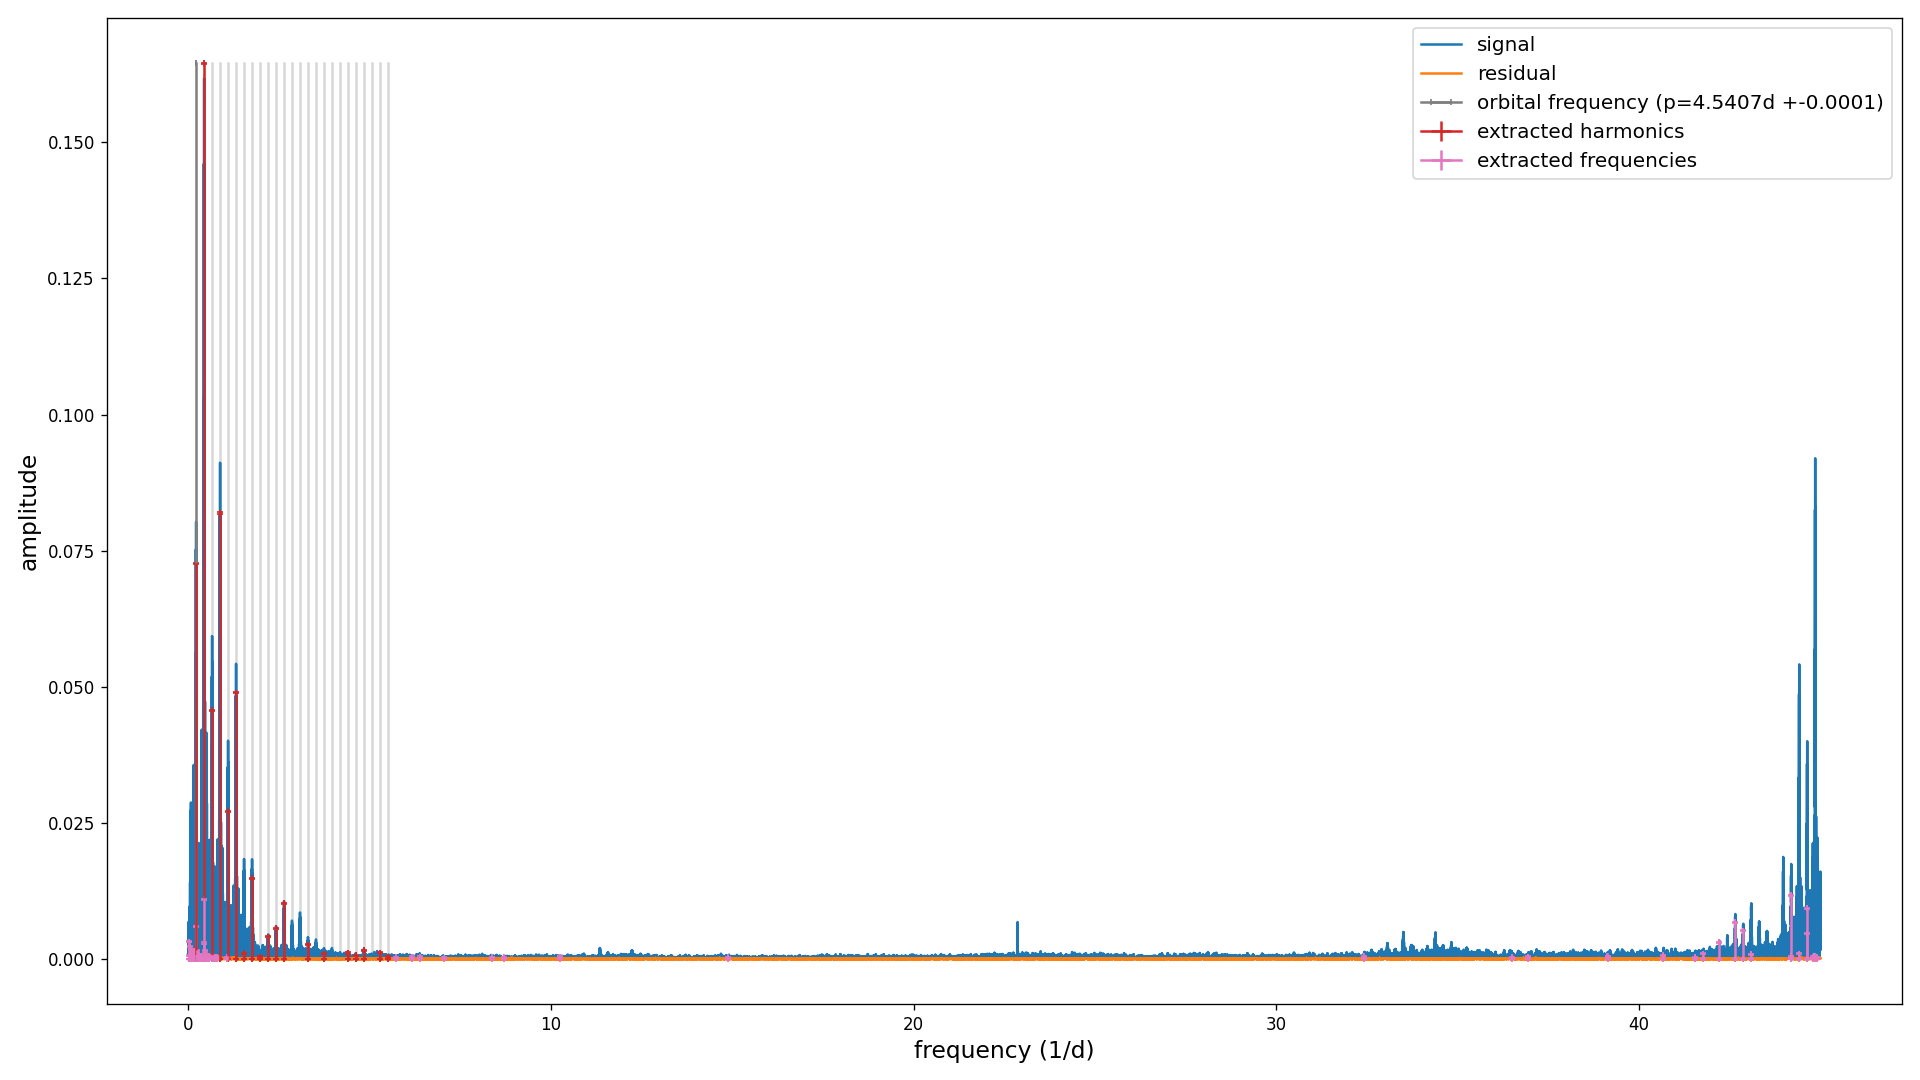 signal
residual
orbital frequency (p=4.5407d +-0.0001)
extracted harmonics
extracted frequencies
amplitude
0.150
0.125
0.100
0.075
0.050
0.025
0.000
0 10 20 30 40
frequency (1/d)